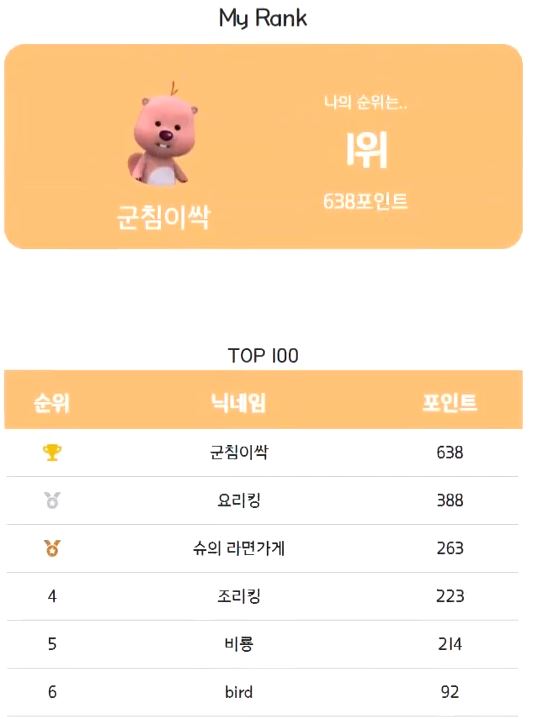 My Rank
나의 순위는..
1위
638포인트
군침이싹
TOP 100
순위 닉네임 포인트
군침이싹 638
요리킹 388
슈의 라면가게 263
4 조리킹 223
5 비룡 214
6 bird 92